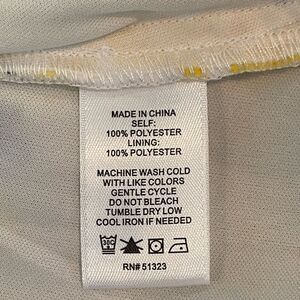 MADE IN CHINA
SELF:
100% POLYESTER
LINING:
100% POLYESTER
MACHINE WASH COLD
WITH LIKE COLORS
GENTLE CYCLE
DO NOT BLEACH
TUMBLE DRY LOW
COOL IRON IF NEEDED
30C
RN# 51323